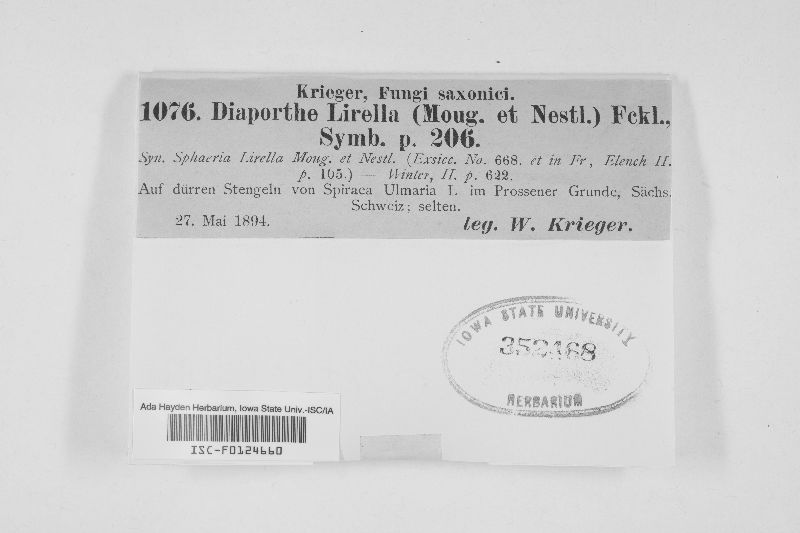 Krieger, Fungi saxonici.
1076. Diaporthe Lirella (Moug. et Nestl.) Fckl.,
Symb. p. 206.
Syn. Sphaeria Lirella Moug. et Nestl. (Exsicc. No. 668. et in Fr, Elench II.
p. 105.) — Winter, II. p. 622.
Auf dürren Stengeln von Spiraea Ulmaria L. im Prossener Grunde, Sächs.
Schweiz; selten.
27. Mai 1894.
leg. W. Krieger.
IOWA STATE UNIVERSITY
352468
HERBARIUM
Ada Hayden Herbarium, Iowa State Univ.-ISC/IA
ISC-F0124660